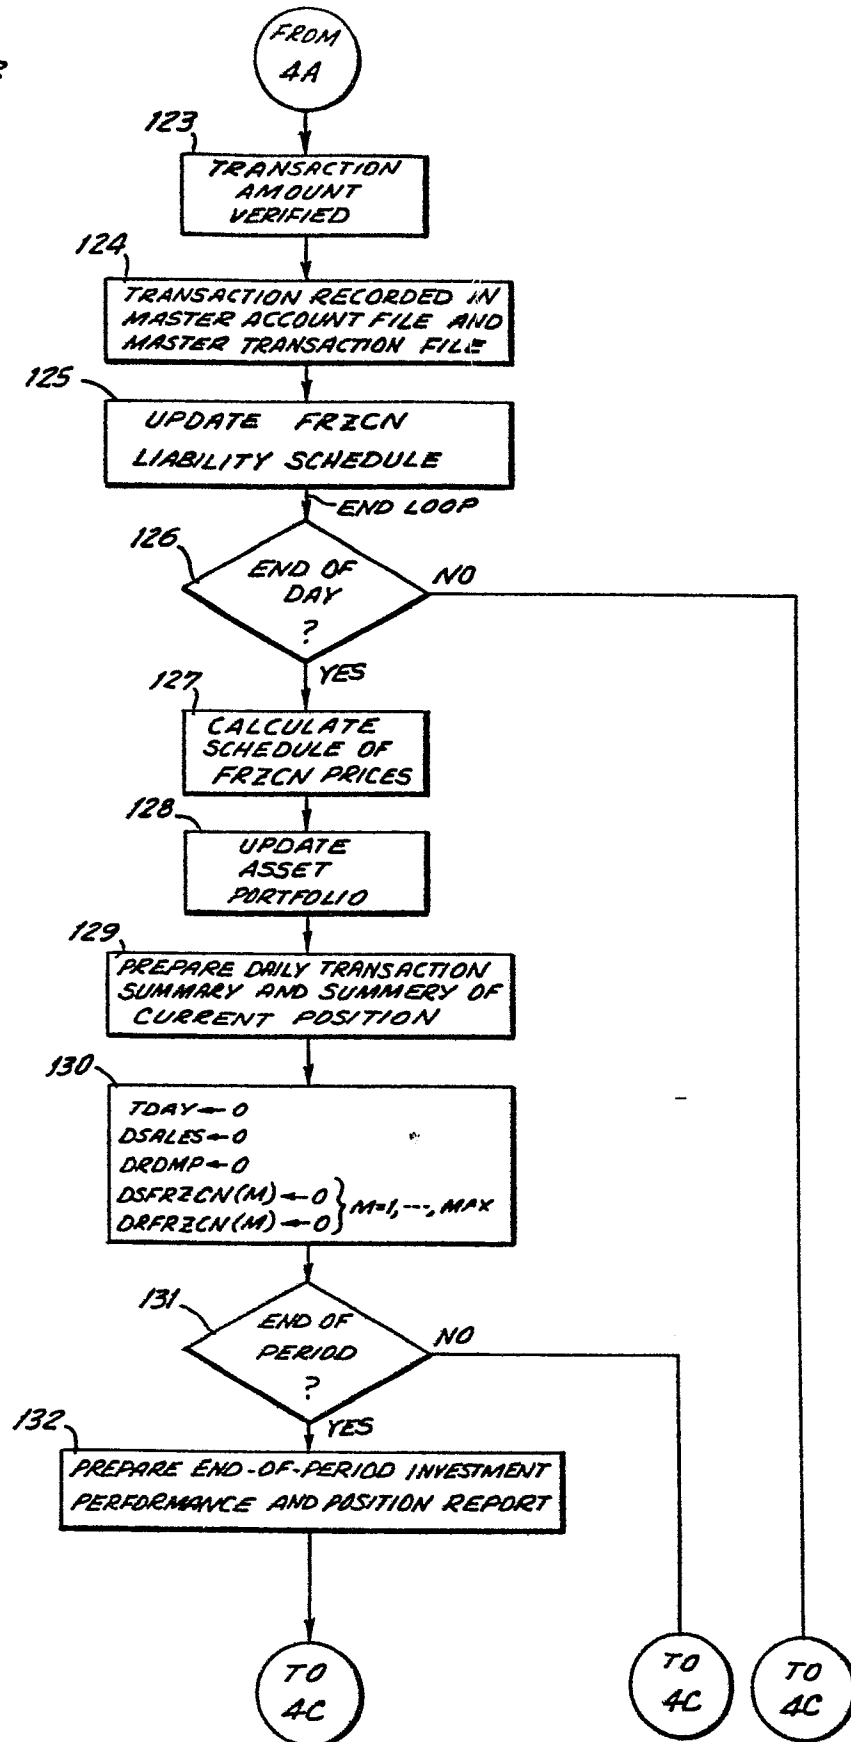 FROM
4A
123
TRANSACTION
AMOUNT
VERIFIED
124
TRANSACTION RECORDED IN
MASTER ACCOUNT FILE AND
MASTER TRANSACTION FILE
125
UPDATE FRZCN
LIABILITY SCHEDULE
END LOOP
126
END OF
DAY
?
NO
YES
127
CALCULATE
SCHEDULE OF
FRZCN PRICES
128
UPDATE
ASSET
PORTFOLIO
129
PREPARE DAILY TRANSACTION
SUMMARY AND SUMMERY OF
CURRENT POSITION
130
TDAY←0
DSALES←0
DRDMP←0
DSFRZCN(M)←0
DRFRZCN(M)←0
} M=1, ---, MAX
131
END OF
PERIOD
?
NO
YES
132
PREPARE END-OF-PERIOD INVESTMENT
PERFORMANCE AND POSITION REPORT
TO
4C
TO
4C
TO
4C